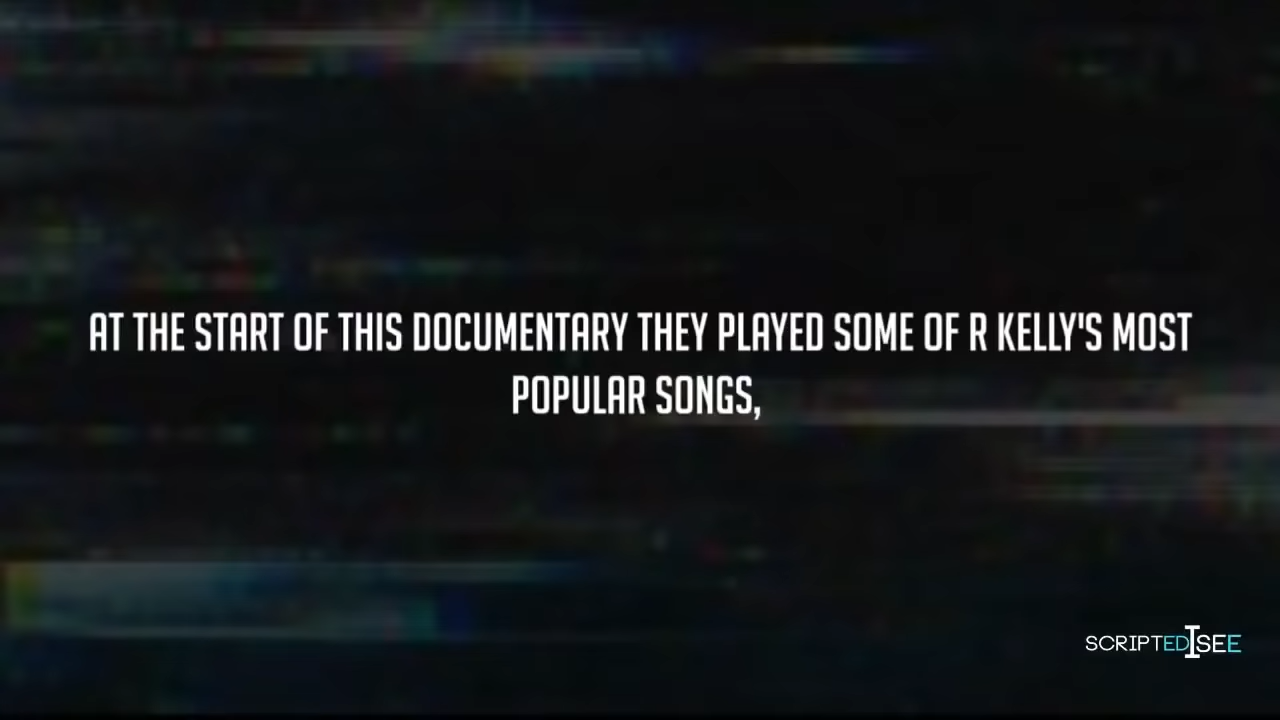 AT THE START OF THIS DOCUMENTARY THEY PLAYED SOME OF R KELLY'S MOST
POPULAR SONGS,
SCRIPTEDISEE